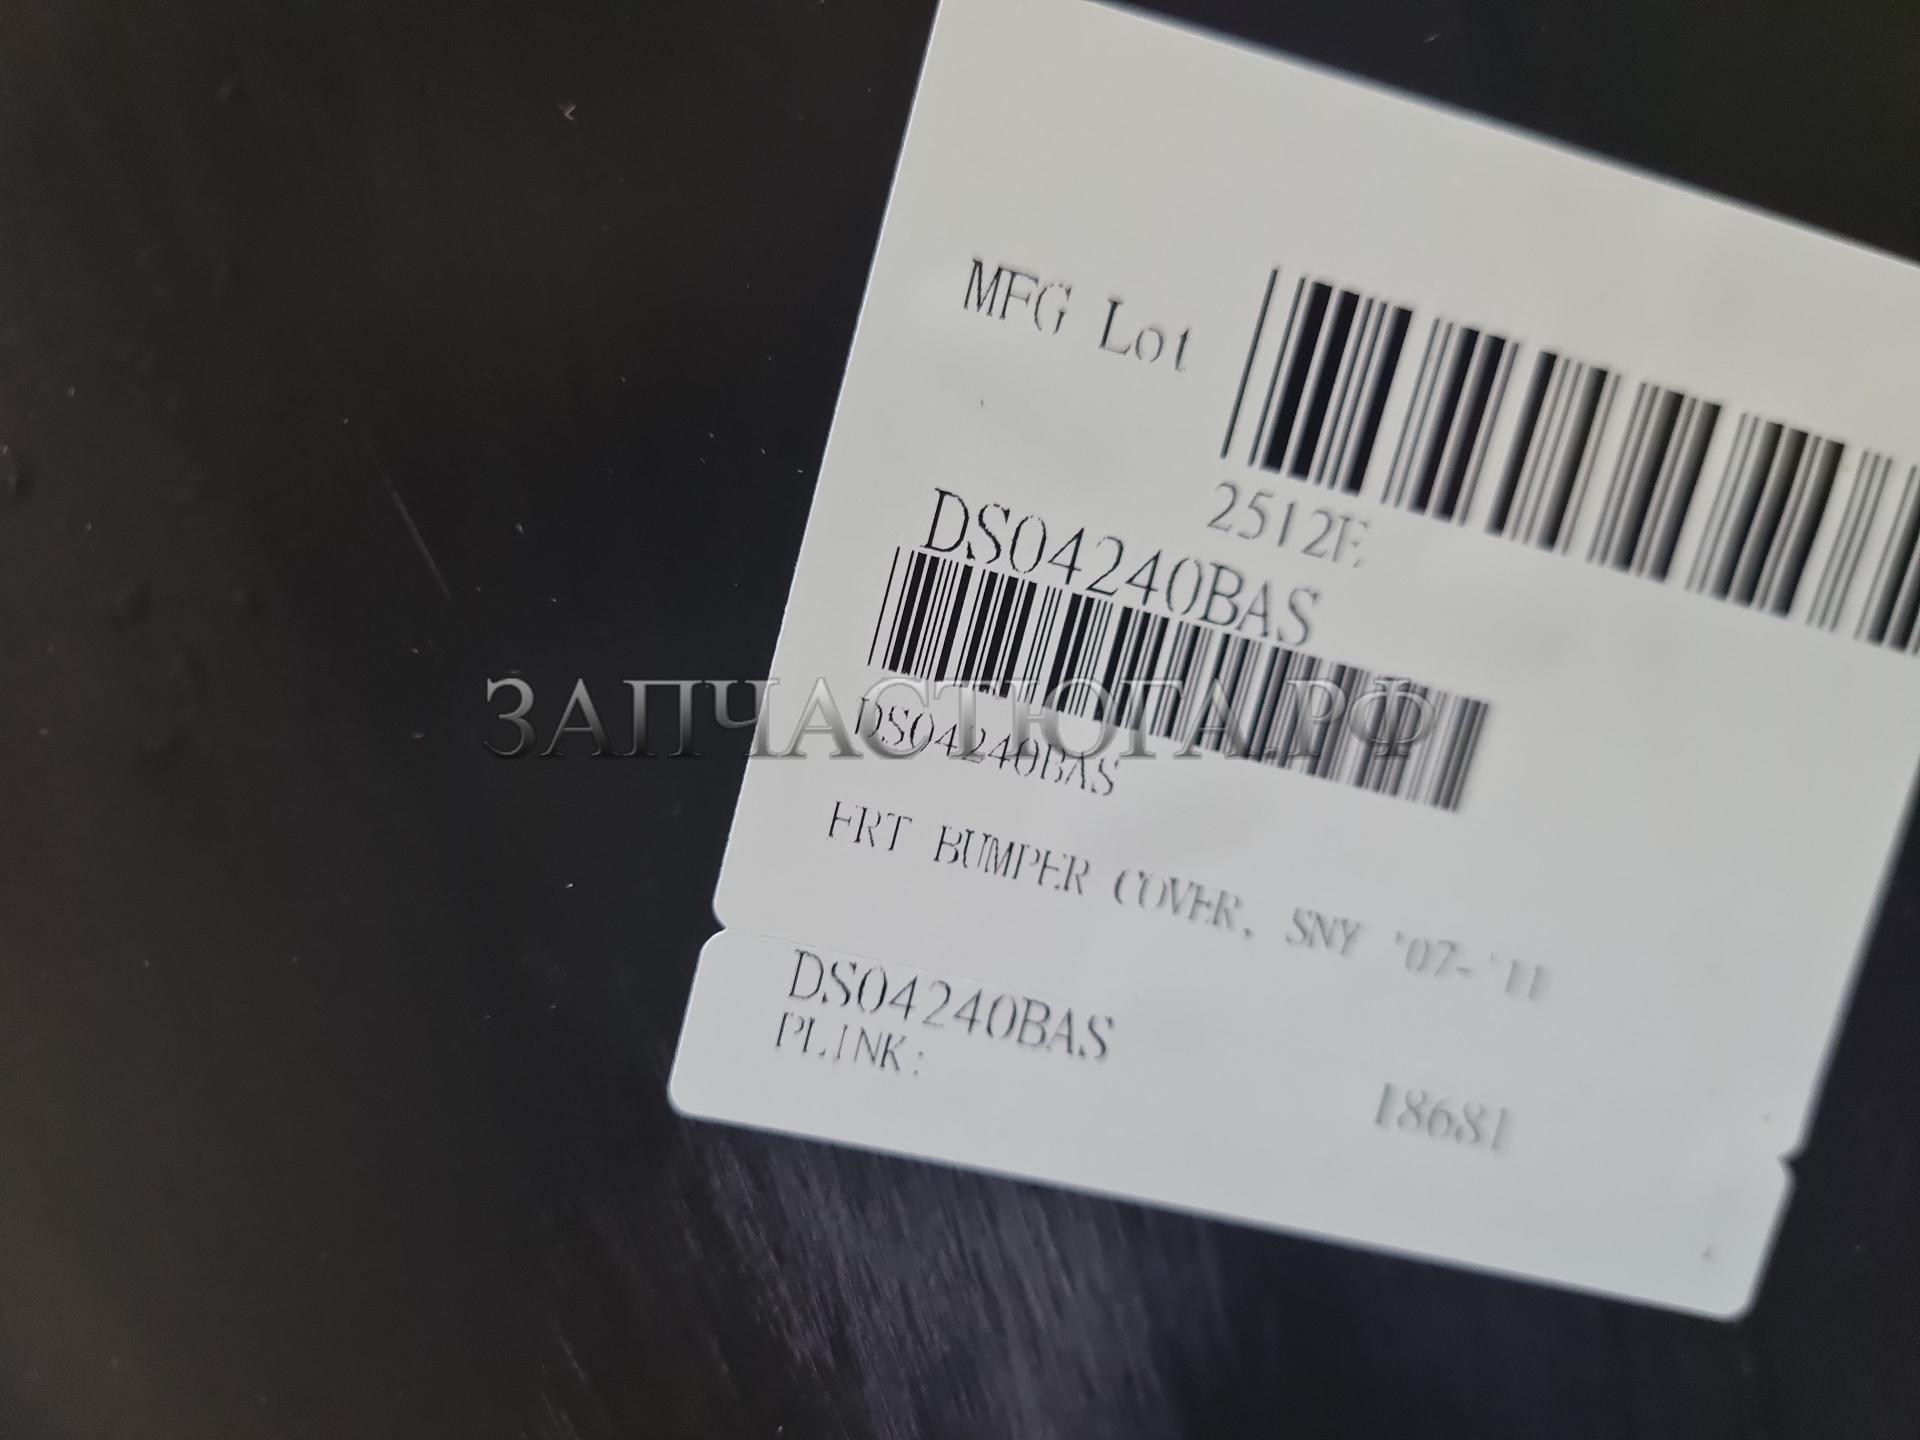 MFG Lot
2512E
DS04240BAS
ЗАПЧАСТЮГА.РФ
DS04240BAS
FRT BUMPER COVER, SNY '07-'11
DS04240BAS
PLINK:
18681